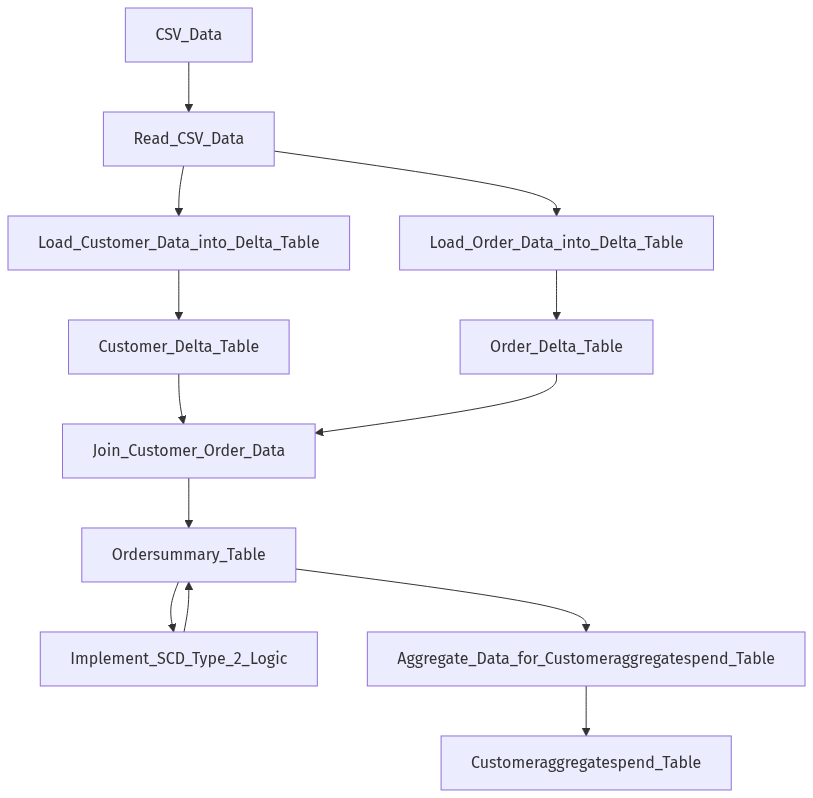 CSV_Data
Read_CSV_Data
Load_Customer_Data_into_Delta_Table
Load_Order_Data_into_Delta_Table
Customer_Delta_Table
Order_Delta_Table
Join_Customer_Order_Data
Ordersummary_Table
Implement_SCD_Type_2_Logic
Aggregate_Data_for_Customeraggregatespend_Table
Customeraggregatespend_Table